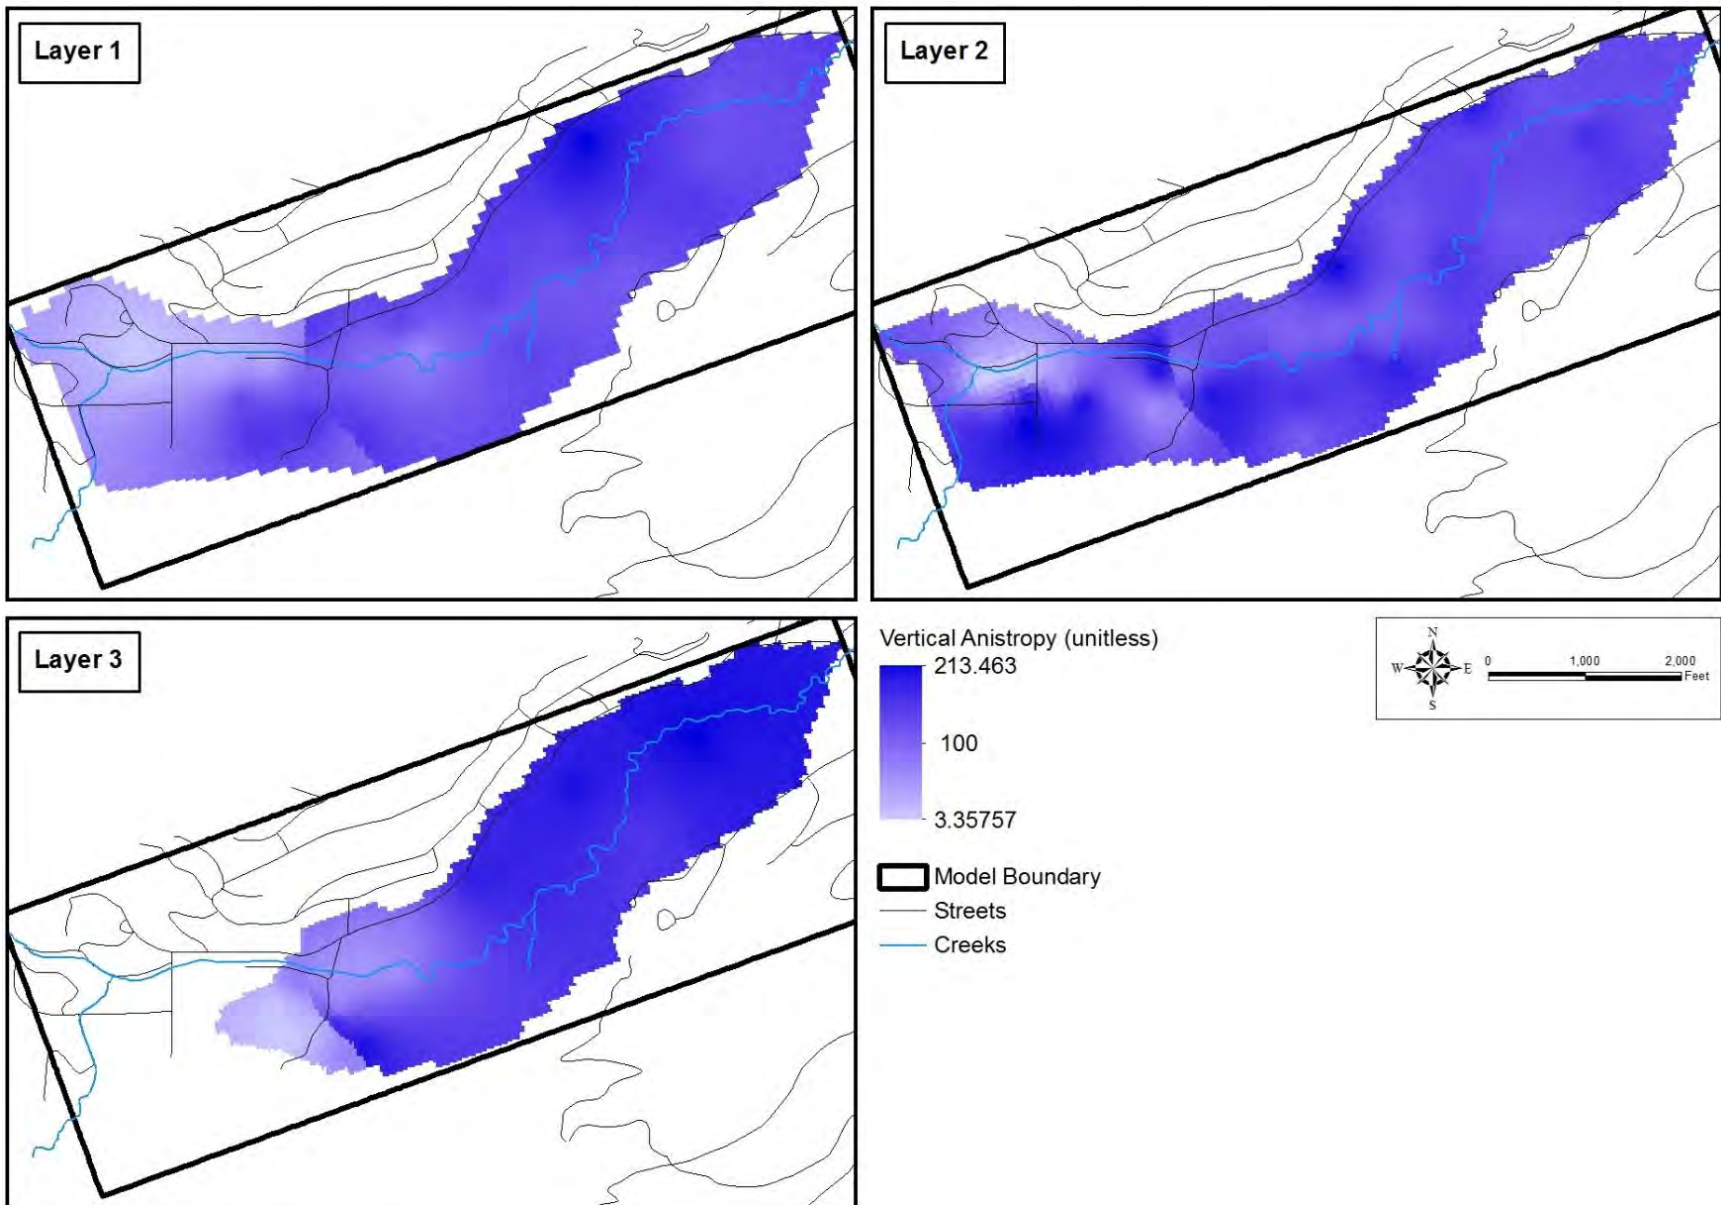 Layer 1
Layer 2
Layer 3
Vertical Anistropy (unitless)
213.463
100
3.35757
Model Boundary
Streets
Creeks
N
W E
S
0 1,000 2,000
Feet